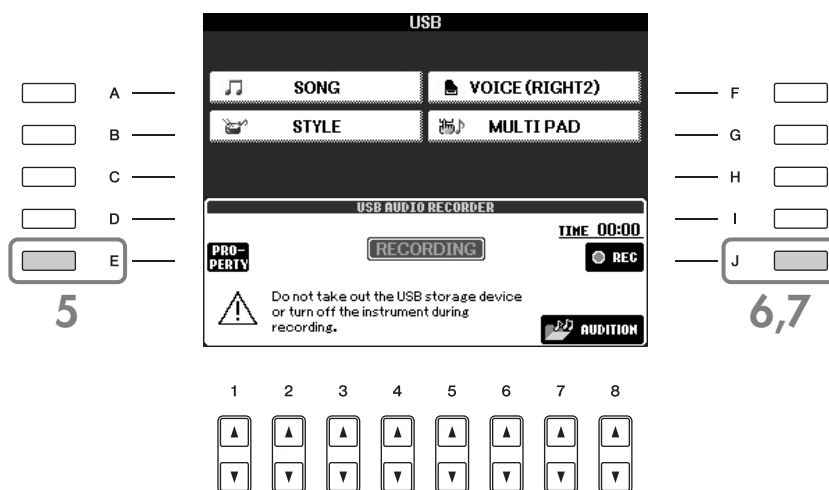 USB
SONG
VOICE (RIGHT2)
STYLE
MULTI PAD
A
B
C
D
E
F
G
H
I
J
5
6,7
USB AUDIO RECORDER
TIME 00:00
PRO-
PERTY
RECORDING
REC
Do not take out the USB storage device
or turn off the instrument during
recording.
AUDITION
1 2 3 4 5 6 7 8